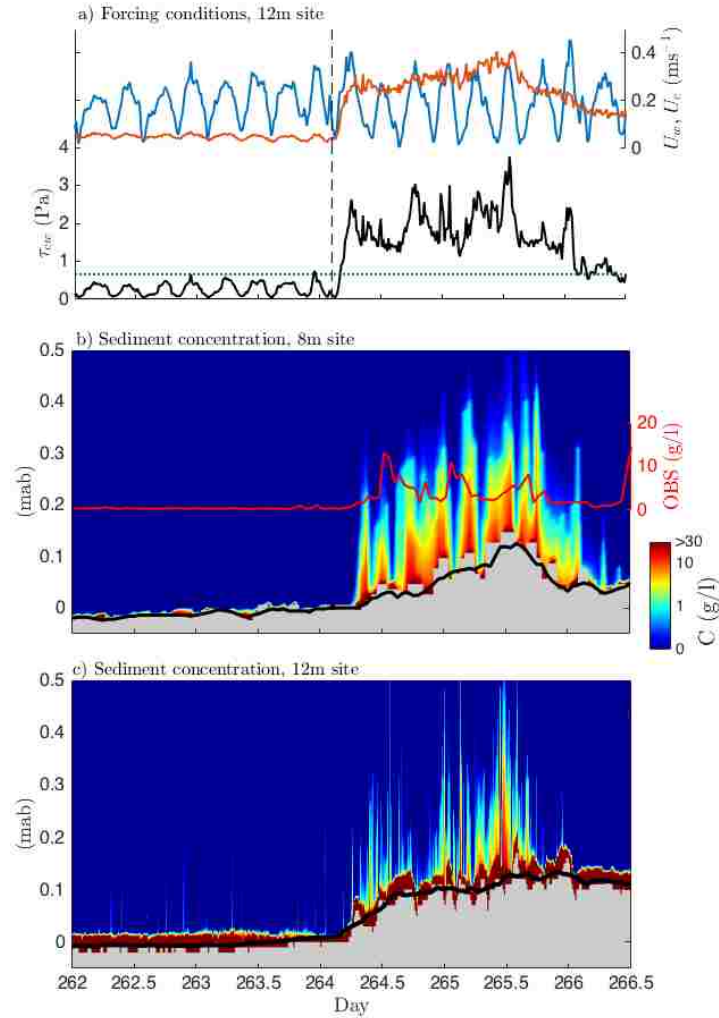 a) Forcing conditions, 12m site
0.4
0.2
0
U_w, U_c (ms⁻¹)
4
3
2
1
0
τ_cw (Pa)
b) Sediment concentration, 8m site
0.5
0.4
0.3
0.2
0.1
0
(mab)
20
10
0
OBS (g/l)
>30
10
1
0
C (g/l)
c) Sediment concentration, 12m site
0.5
0.4
0.3
0.2
0.1
0
(mab)
262 262.5 263 263.5 264 264.5 265 265.5 266 266.5
Day